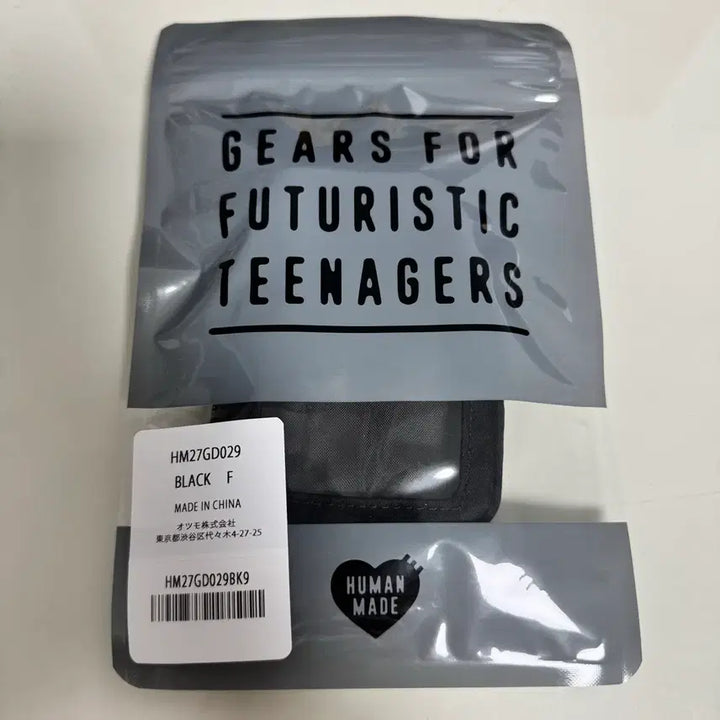 GEARS FOR
FUTURISTIC
TEENAGERS
HM27GD029
BLACK F
MADE IN CHINA
オツモ株式会社
東京都渋谷区代々木4-27-25
HM27GD029BK9
HUMAN
MADE